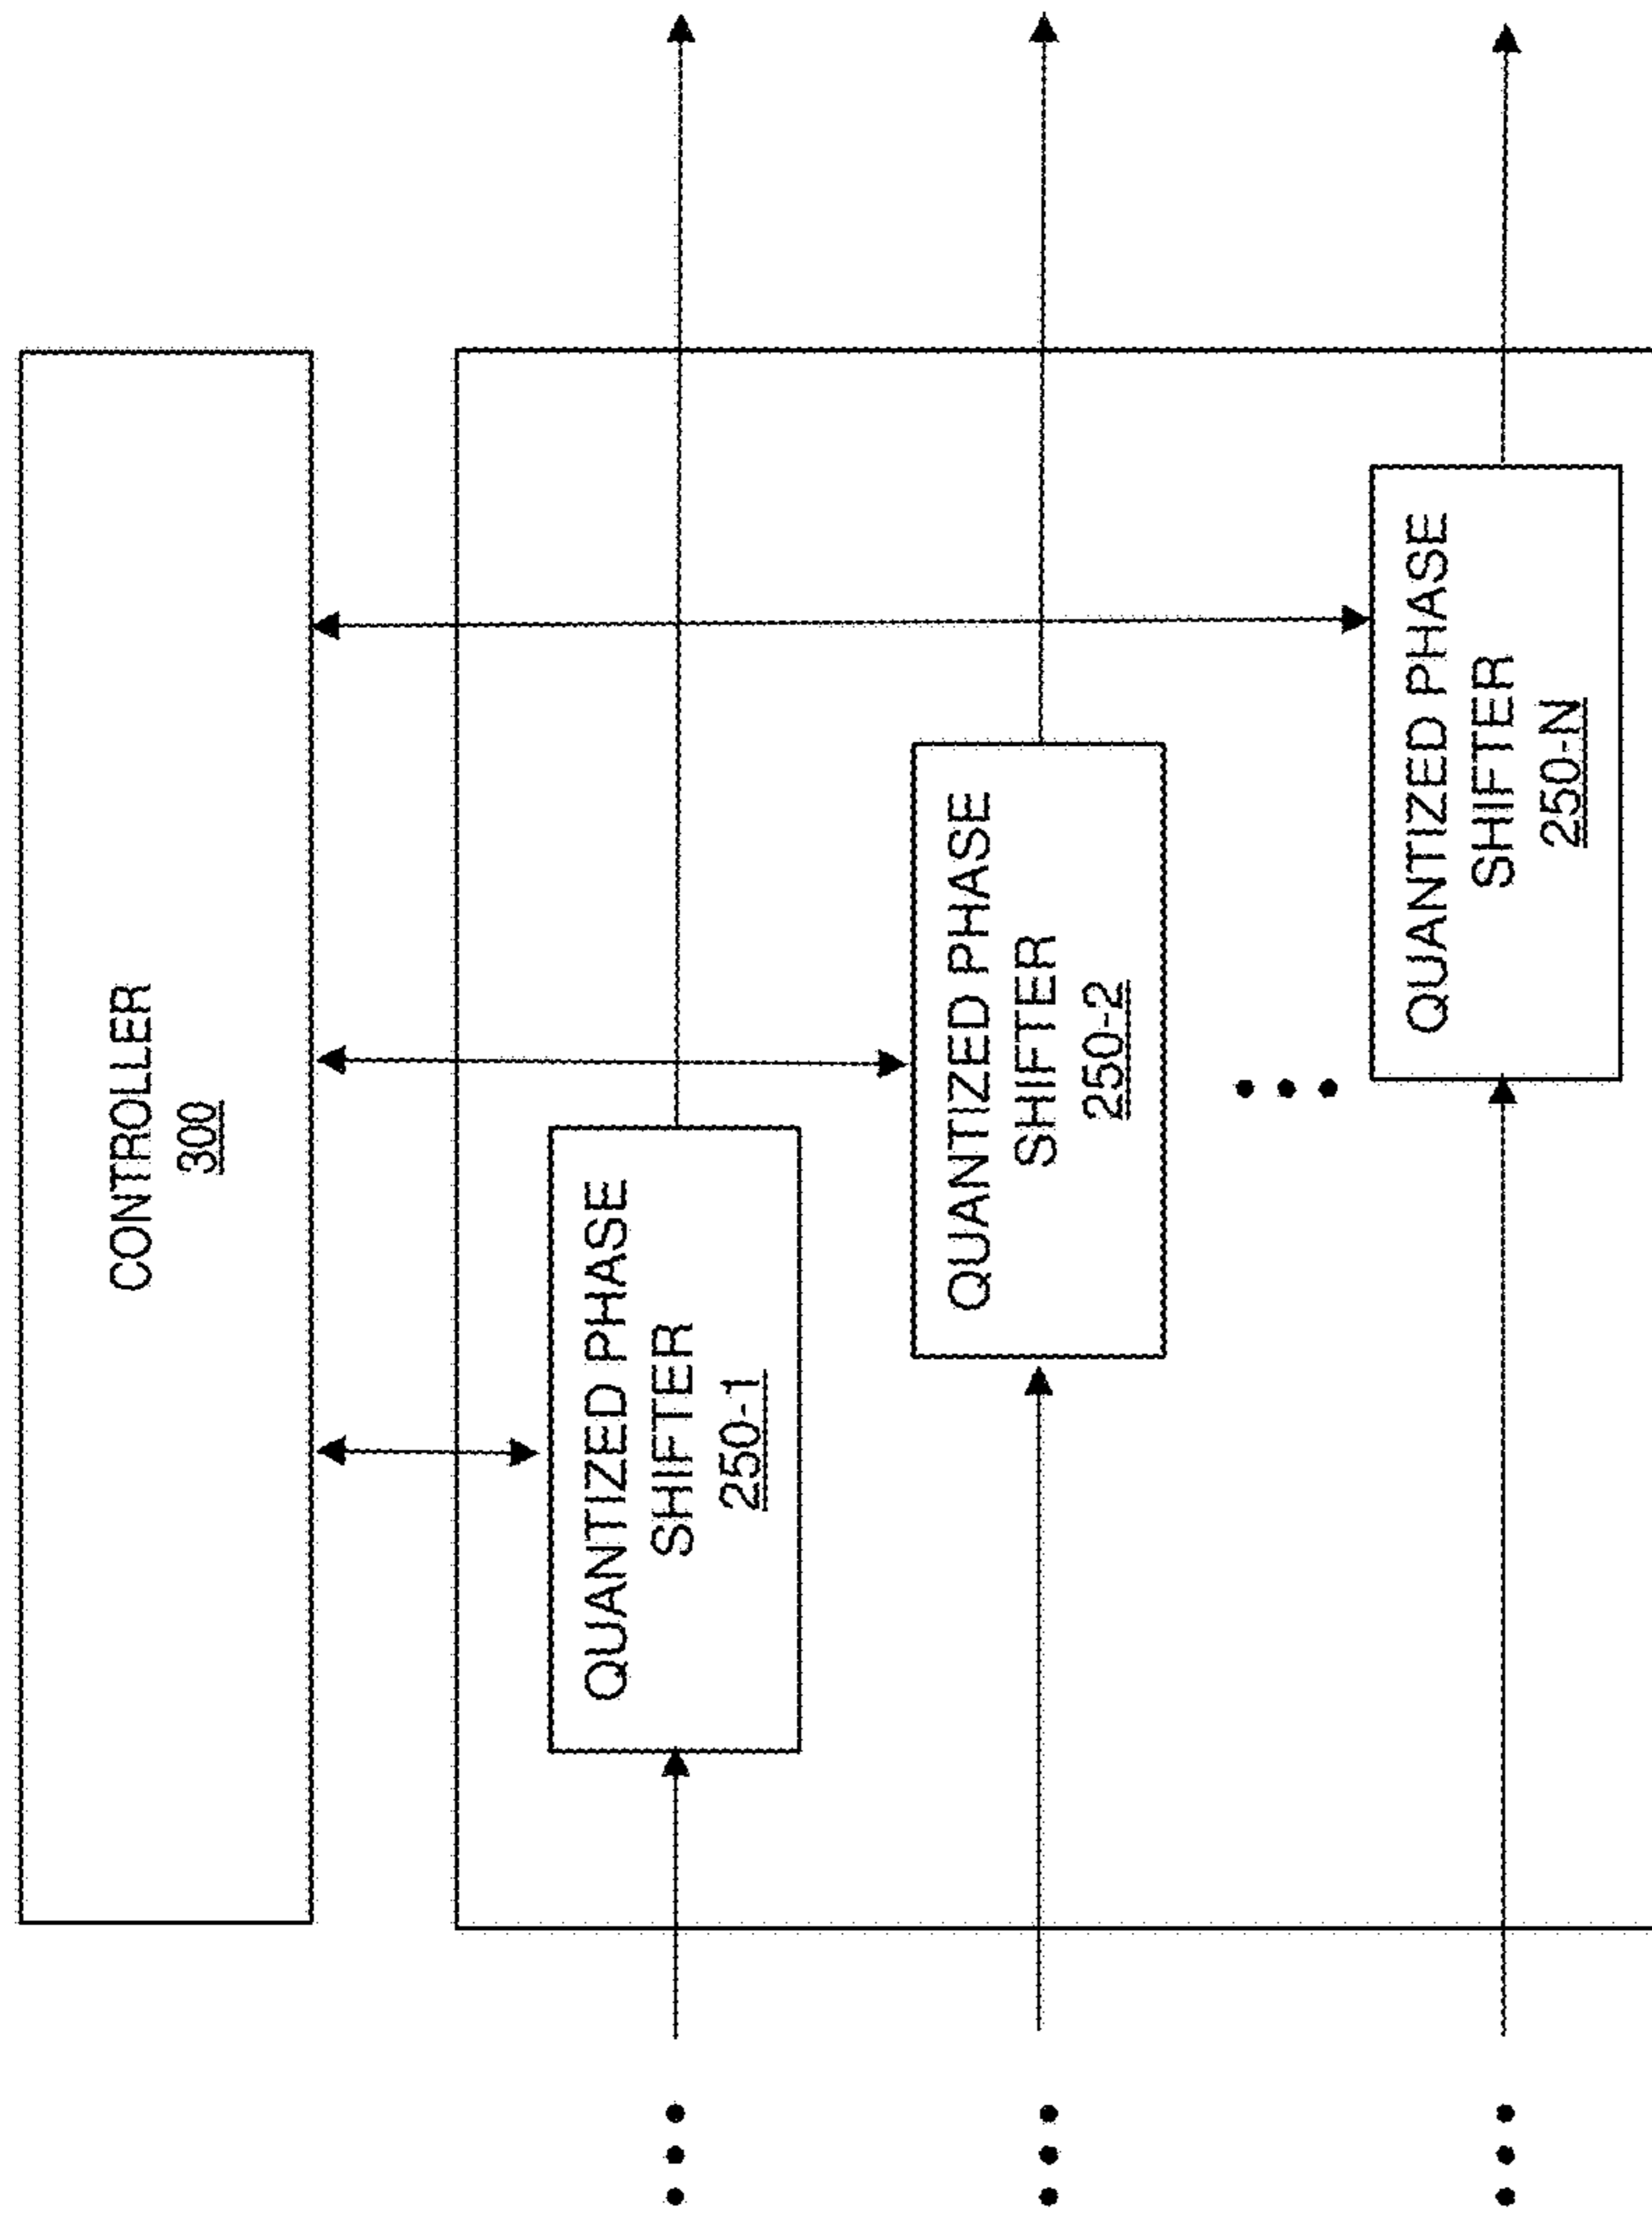 CONTROLLER
300
QUANTIZED PHASE
SHIFTER
250-1
QUANTIZED PHASE
SHIFTER
250-2
QUANTIZED PHASE
SHIFTER
250-N